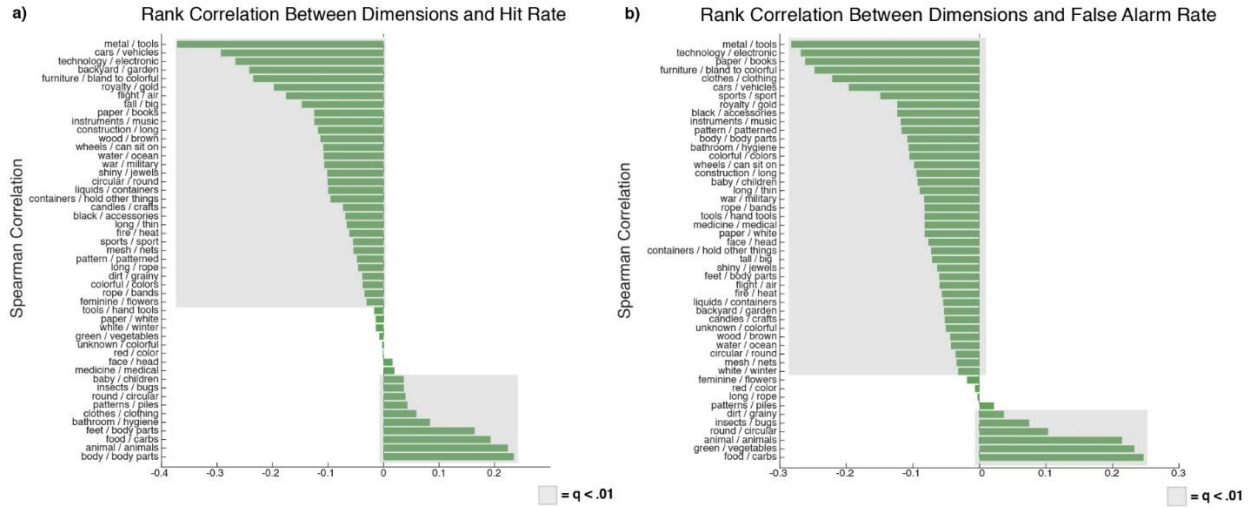 a)
Rank Correlation Between Dimensions and Hit Rate
Spearman Correlation
metal / tools
cars / vehicles
technology / electronic
backyard / garden
furniture / bland to colorful
royalty / gold
flight / air
tall / big
paper / books
instruments / music
construction / long
wood / brown
wheels / can sit on
water / ocean
war / military
shiny / jewels
circular / round
liquids / containers
containers / hold other things
candles / crafts
black / accessories
long / thin
fire / heat
sports / sport
mesh / nets
pattern / patterned
long / rope
dirt / grainy
colorful / colors
rope / bands
feminine / flowers
tools / hand tools
paper / white
white / winter
green / vegetables
unknown / colorful
red / color
face / head
medicine / medical
baby / children
insects / bugs
round / circular
patterns / piles
clothes / clothing
bathroom / hygiene
feet / body parts
food / carbs
animal / animals
body / body parts
-0.4 -0.3 -0.2 -0.1 0 0.1 0.2
= q < .01
b)
Rank Correlation Between Dimensions and False Alarm Rate
Spearman Correlation
metal / tools
technology / electronic
paper / books
furniture / bland to colorful
clothes / clothing
cars / vehicles
sports / sport
royalty / gold
black / accessories
instruments / music
pattern / patterned
body / body parts
bathroom / hygiene
colorful / colors
wheels / can sit on
construction / long
baby / children
long / thin
war / military
rope / bands
tools / hand tools
medicine / medical
paper / white
face / head
containers / hold other things
tall / big
shiny / jewels
feet / body parts
flight / air
fire / heat
liquids / containers
backyard / garden
candles / crafts
unknown / colorful
wood / brown
water / ocean
circular / round
mesh / nets
white / winter
feminine / flowers
red / color
long / rope
patterns / piles
dirt / grainy
insects / bugs
round / circular
animal / animals
green / vegetables
food / carbs
-0.3 -0.2 -0.1 0 0.1 0.2 0.3
= q < .01